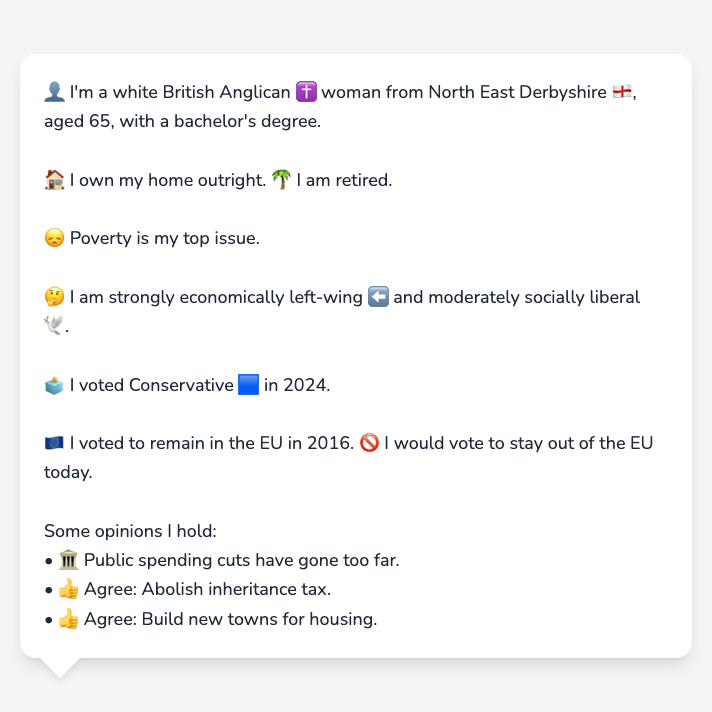 👤 I'm a white British Anglican ✝️ woman from North East Derbyshire 🏴󠁧󠁢󠁥󠁮󠁧󠁿,
aged 65, with a bachelor's degree.
🏠 I own my home outright. 🌴 I am retired.
😞 Poverty is my top issue.
🤔 I am strongly economically left-wing ⬅️ and moderately socially liberal
🕊️.
🗳️ I voted Conservative 🟦 in 2024.
🇪🇺 I voted to remain in the EU in 2016. 🚫 I would vote to stay out of the EU
today.
Some opinions I hold:
• 🏛️ Public spending cuts have gone too far.
• 👍 Agree: Abolish inheritance tax.
• 👍 Agree: Build new towns for housing.